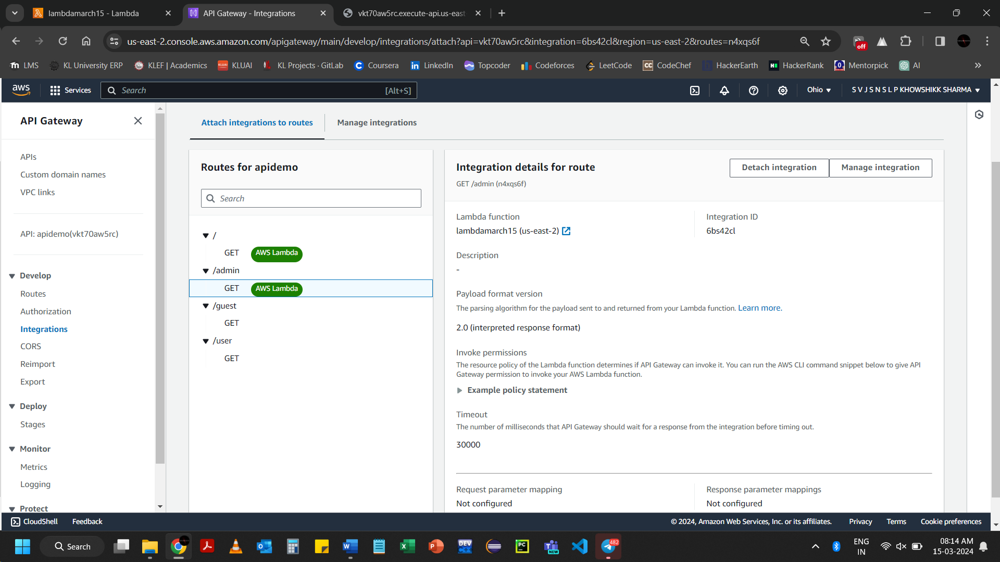 lambdamarch15 - Lambda
API Gateway - Integrations
vkt70aw5rc.execute-api.us-east
us-east-2.console.aws.amazon.com/apigateway/main/develop/integrations/attach?api=vkt70aw5rc&integration=6bs42cl&region=us-east-2&routes=n4xqs6f
off
LMS
KL University ERP
KLEF | Academics
KLUAI
KL Projects · GitLab
Coursera
LinkedIn
Topcoder
Codeforces
LeetCode
CodeChef
HackerEarth
HackerRank
Mentorpick
AI
aws
Services
Search
[Alt+S]
Ohio
S V J S N S L P KHOWSHIKK SHARMA
API Gateway
APIs
Custom domain names
VPC links
API: apidemo(vkt70aw5rc)
Develop
Routes
Authorization
Integrations
CORS
Reimport
Export
Deploy
Stages
Monitor
Metrics
Logging
Protect
Attach integrations to routes
Manage integrations
Routes for apidemo
Search
/
GET AWS Lambda
/admin
GET AWS Lambda
/guest
GET
/user
GET
Integration details for route
GET /admin (n4xqs6f)
Detach integration
Manage integration
Lambda function
lambdamarch15 (us-east-2)
Integration ID
6bs42cl
Description
-
Payload format version
The parsing algorithm for the payload sent to and returned from your Lambda function. Learn more.
2.0 (interpreted response format)
Invoke permissions
The resource policy of the Lambda function determines if API Gateway can invoke it. You can run the AWS CLI command snippet below to give API
Gateway permission to invoke your AWS Lambda function.
Example policy statement
Timeout
The number of milliseconds that API Gateway should wait for a response from the integration before timing out.
30000
Request parameter mapping
Not configured
Response parameter mappings
Not configured
CloudShell
Feedback
© 2024, Amazon Web Services, Inc. or its affiliates.
Privacy
Terms
Cookie preferences
Search
482
ENG
IN
08:14 AM
15-03-2024